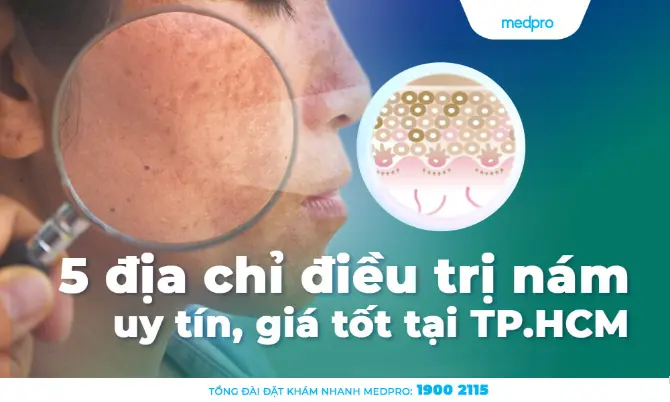 medpro
5 địa chỉ điều trị nám
uy tín, giá tốt tại TP.HCM
TỔNG ĐÀI ĐẶT KHÁM NHANH MEDPRO: 1900 2115